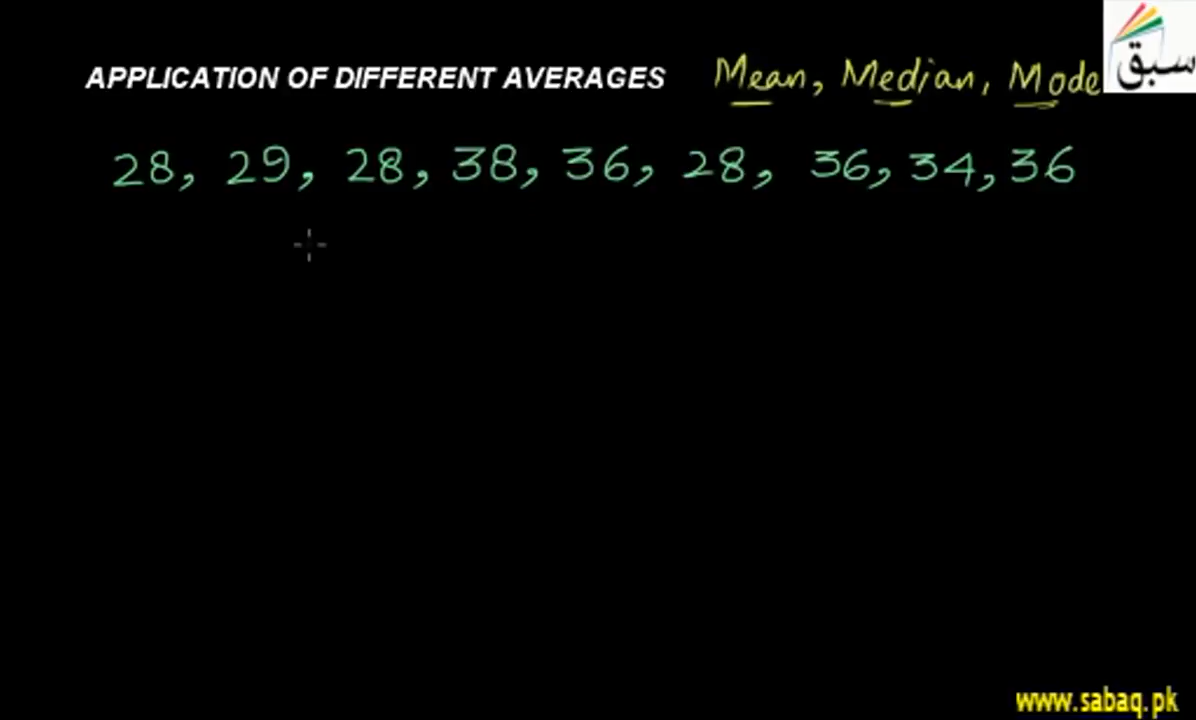 سبق
APPLICATION OF DIFFERENT AVERAGES Mean, Median, Mode
28, 29, 28, 38, 36, 28, 36, 34, 36
www.sabaq.pk